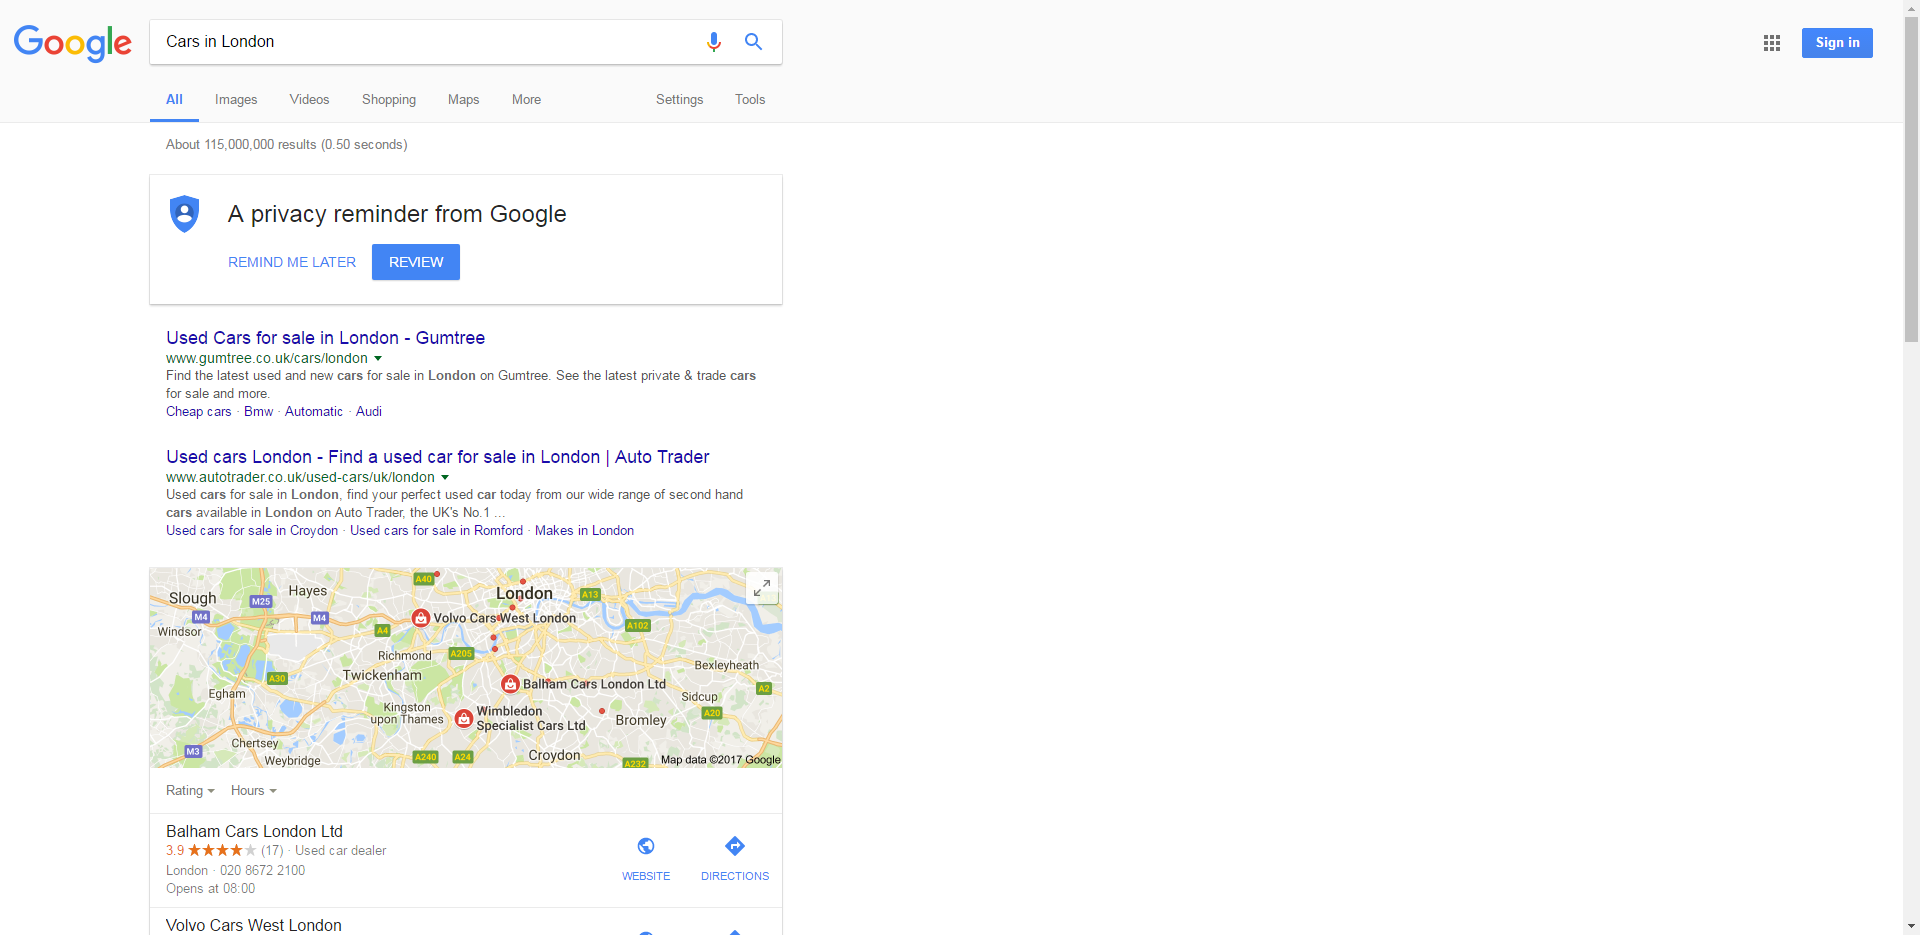 Google
Cars in London
Sign in
All
Images
Videos
Shopping
Maps
More
Settings
Tools
About 115,000,000 results (0.50 seconds)
A privacy reminder from Google
REMIND ME LATER
REVIEW
Used Cars for sale in London - Gumtree
www.gumtree.co.uk/cars/london
Find the latest used and new cars for sale in London on Gumtree. See the latest private & trade cars
for sale and more.
Cheap cars · Bmw · Automatic · Audi
Used cars London - Find a used car for sale in London | Auto Trader
www.autotrader.co.uk/used-cars/uk/london
Used cars for sale in London, find your perfect used car today from our wide range of second hand
cars available in London on Auto Trader, the UK's No.1 ...
Used cars for sale in Croydon · Used cars for sale in Romford · Makes in London
A40
Slough
Hayes
London
A13
M25
M4
M4
Volvo Cars West London
Windsor
A4
A102
Richmond
A205
Bexleyheath
Twickenham
A30
Balham Cars London Ltd
A2
Egham
Sidcup
Kingston
upon Thames
Wimbledon
Specialist Cars Ltd
A20
Bromley
Chertsey
M3
Weybridge
A240
A24
Croydon
A232
Map data ©2017 Google
Rating
Hours
Balham Cars London Ltd
3.9
(17) · Used car dealer
London · 020 8672 2100
Opens at 08:00
WEBSITE
DIRECTIONS
Volvo Cars West London